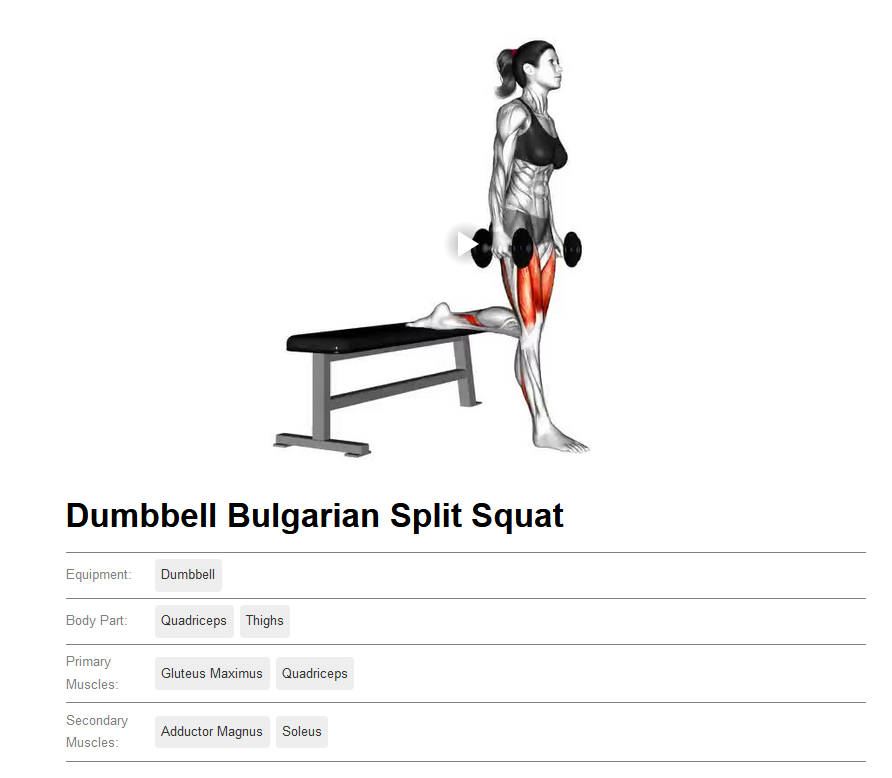 Dumbbell Bulgarian Split Squat
Equipment: Dumbbell
Body Part: Quadriceps Thighs
Primary
Muscles: Gluteus Maximus Quadriceps
Secondary
Muscles: Adductor Magnus Soleus